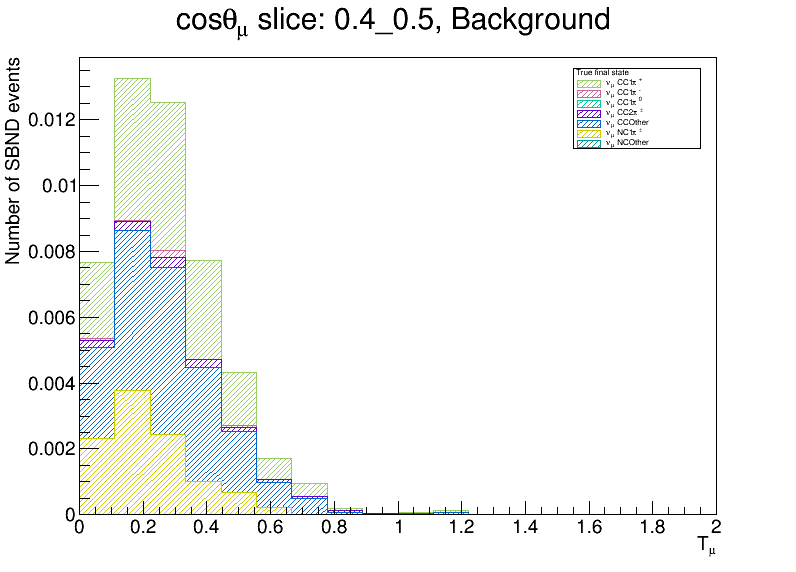 cosθμ slice: 0.4_0.5, Background
Number of SBND events
True final state
νμ CC1π+
νμ CC1π-
νμ CC1π0
νμ CC2π±
νμ CCOther
νμ NC1π±
νμ NCOther
0.012
0.01
0.008
0.006
0.004
0.002
0
0 0.2 0.4 0.6 0.8 1 1.2 1.4 1.6 1.8 2
Tμ